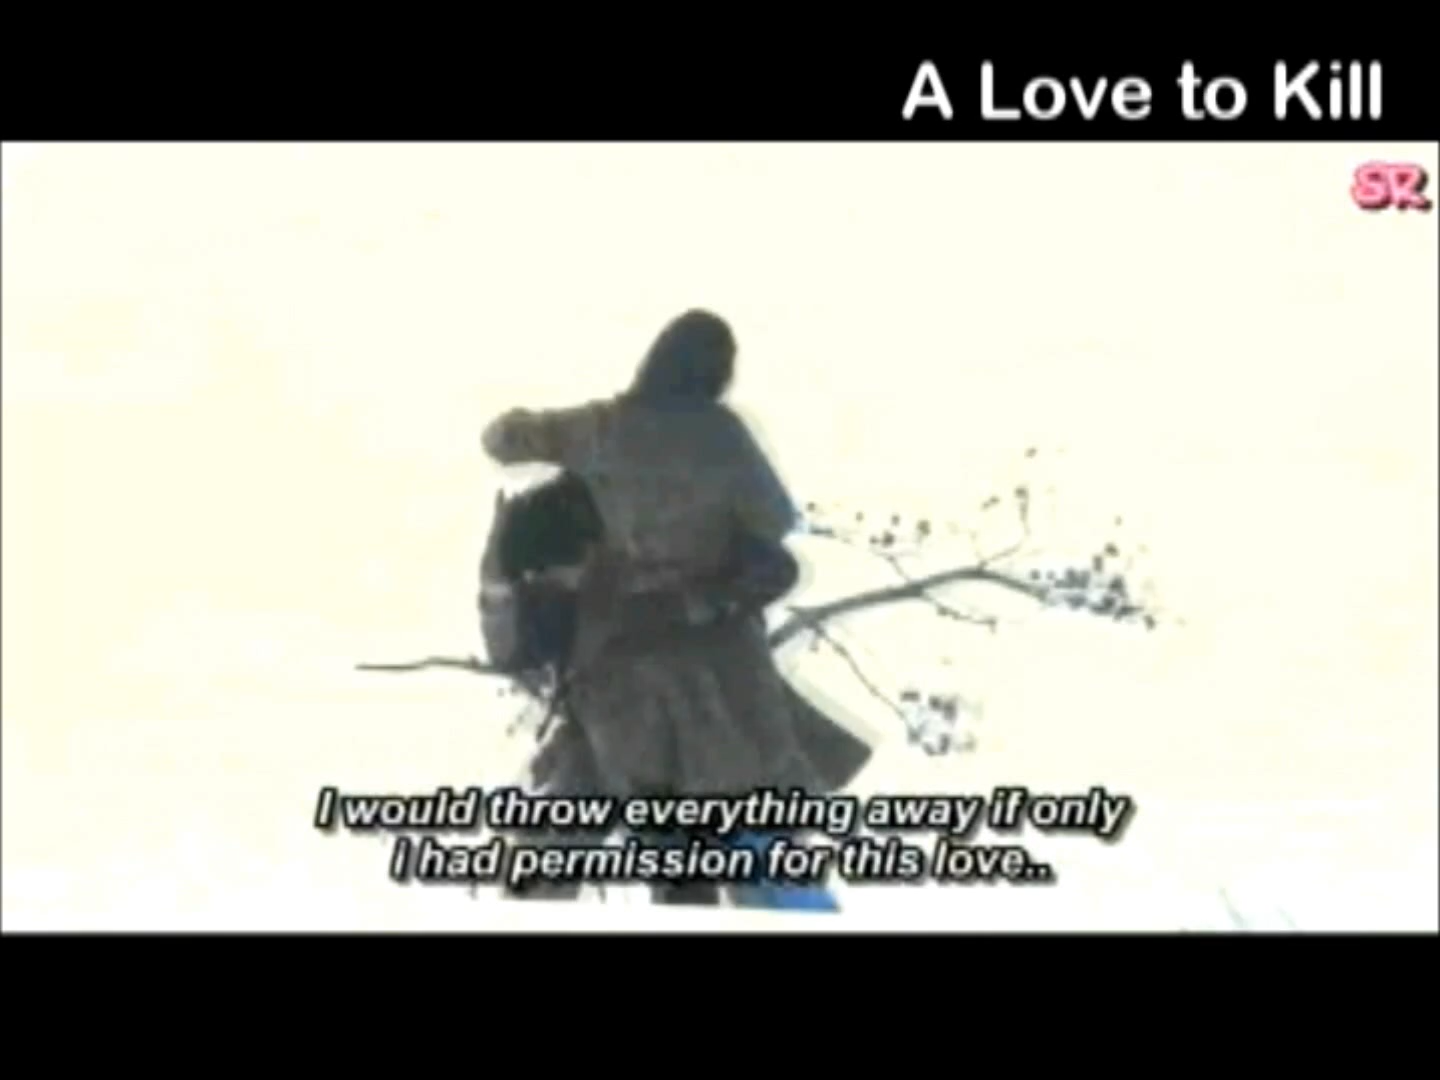 A Love to Kill
SR
I would throw everything away if only
I had permission for this love..